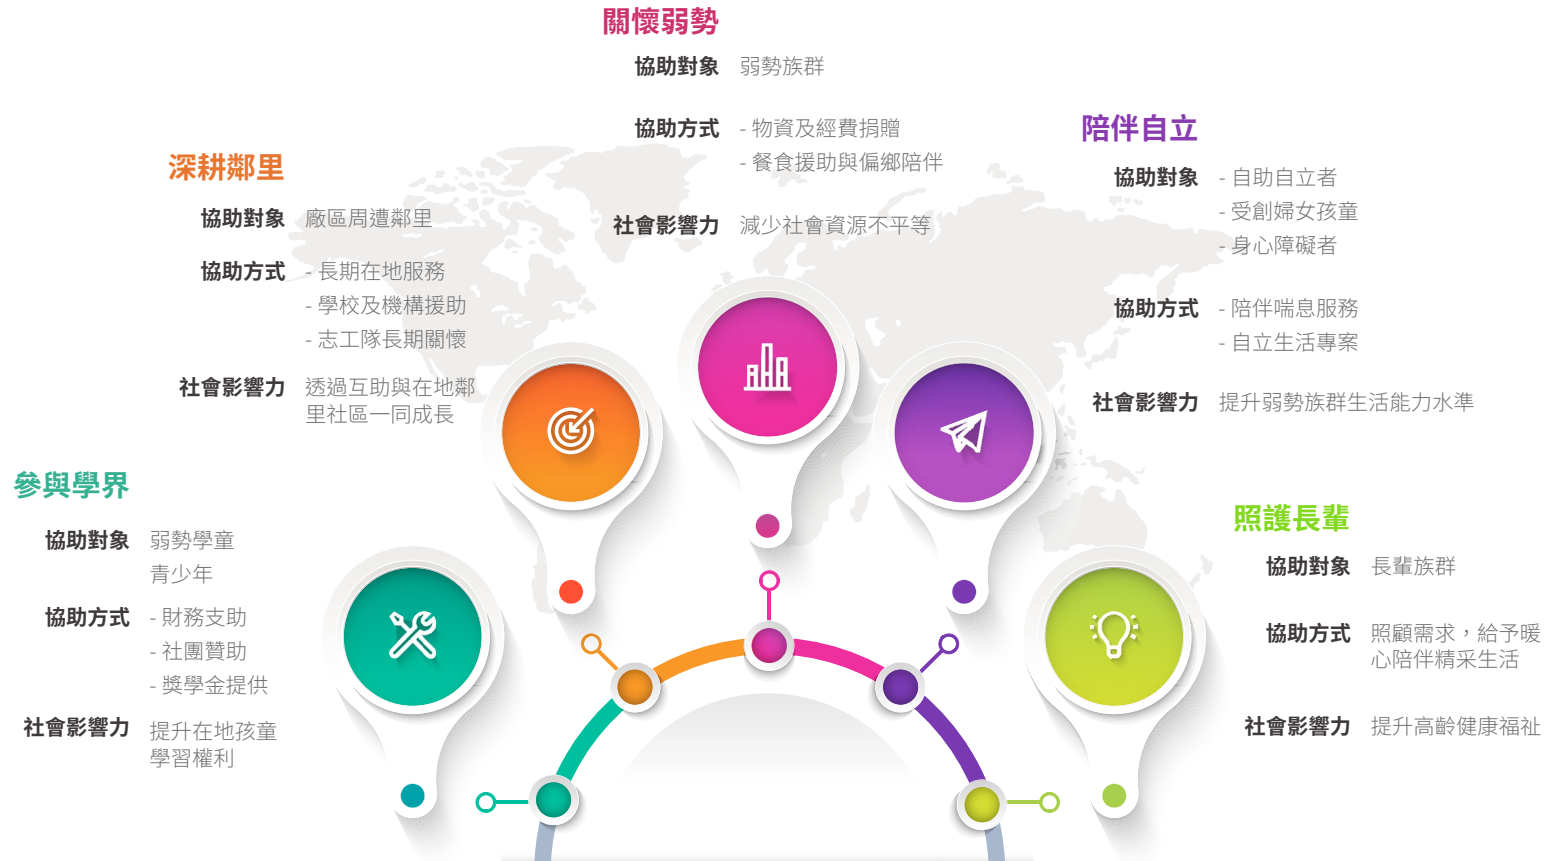 關懷弱勢
協助對象 弱勢族群
協助方式 - 物資及經費捐贈
- 餐食援助與偏鄉陪伴
社會影響力 減少社會資源不平等
陪伴自立
協助對象 - 自助自立者
- 受創婦女孩童
- 身心障礙者
協助方式 - 陪伴喘息服務
- 自立生活專案
社會影響力 提升弱勢族群生活能力水準
深耕鄰里
協助對象 廠區周遭鄰里
協助方式 - 長期在地服務
- 學校及機構援助
- 志工隊長期關懷
社會影響力 透過互助與在地鄰
里社區一同成長
參與學界
協助對象 弱勢學童
青少年
協助方式 - 財務支助
- 社團贊助
- 獎學金提供
社會影響力 提升在地孩童
學習權利
照護長輩
協助對象 長輩族群
協助方式 照顧需求，給予暖
心陪伴精采生活
社會影響力 提升高齡健康福祉